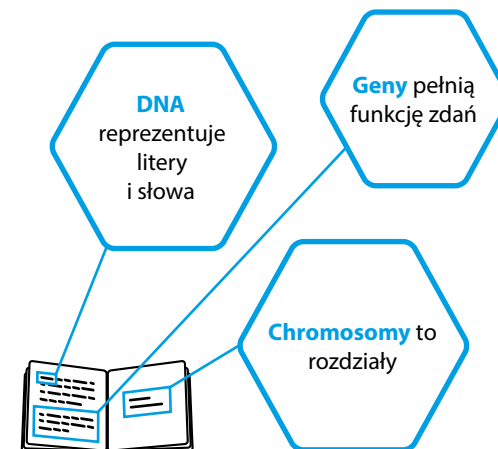 DNA
reprezentuje
litery
i słowa
Geny pełnią
funkcję zdań
Chromosomy to
rozdziały